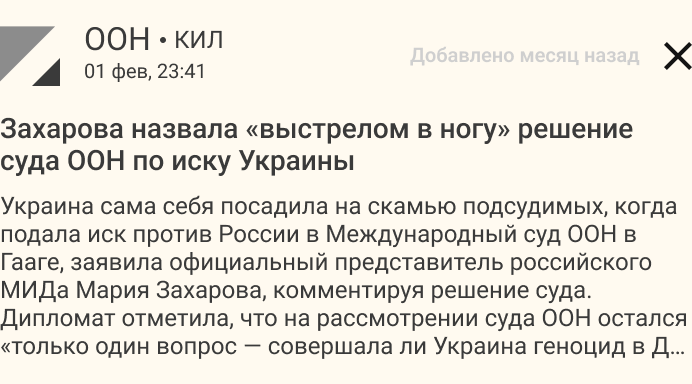 ООН • КИЛ
01 фев, 23:41
Добавлено месяц назад
Захарова назвала «выстрелом в ногу» решение
суда ООН по иску Украины
Украина сама себя посадила на скамью подсудимых, когда
подала иск против России в Международный суд ООН в
Гааге, заявила официальный представитель российского
МИДа Мария Захарова, комментируя решение суда.
Дипломат отметила, что на рассмотрении суда ООН остался
«только один вопрос — совершала ли Украина геноцид в Д...